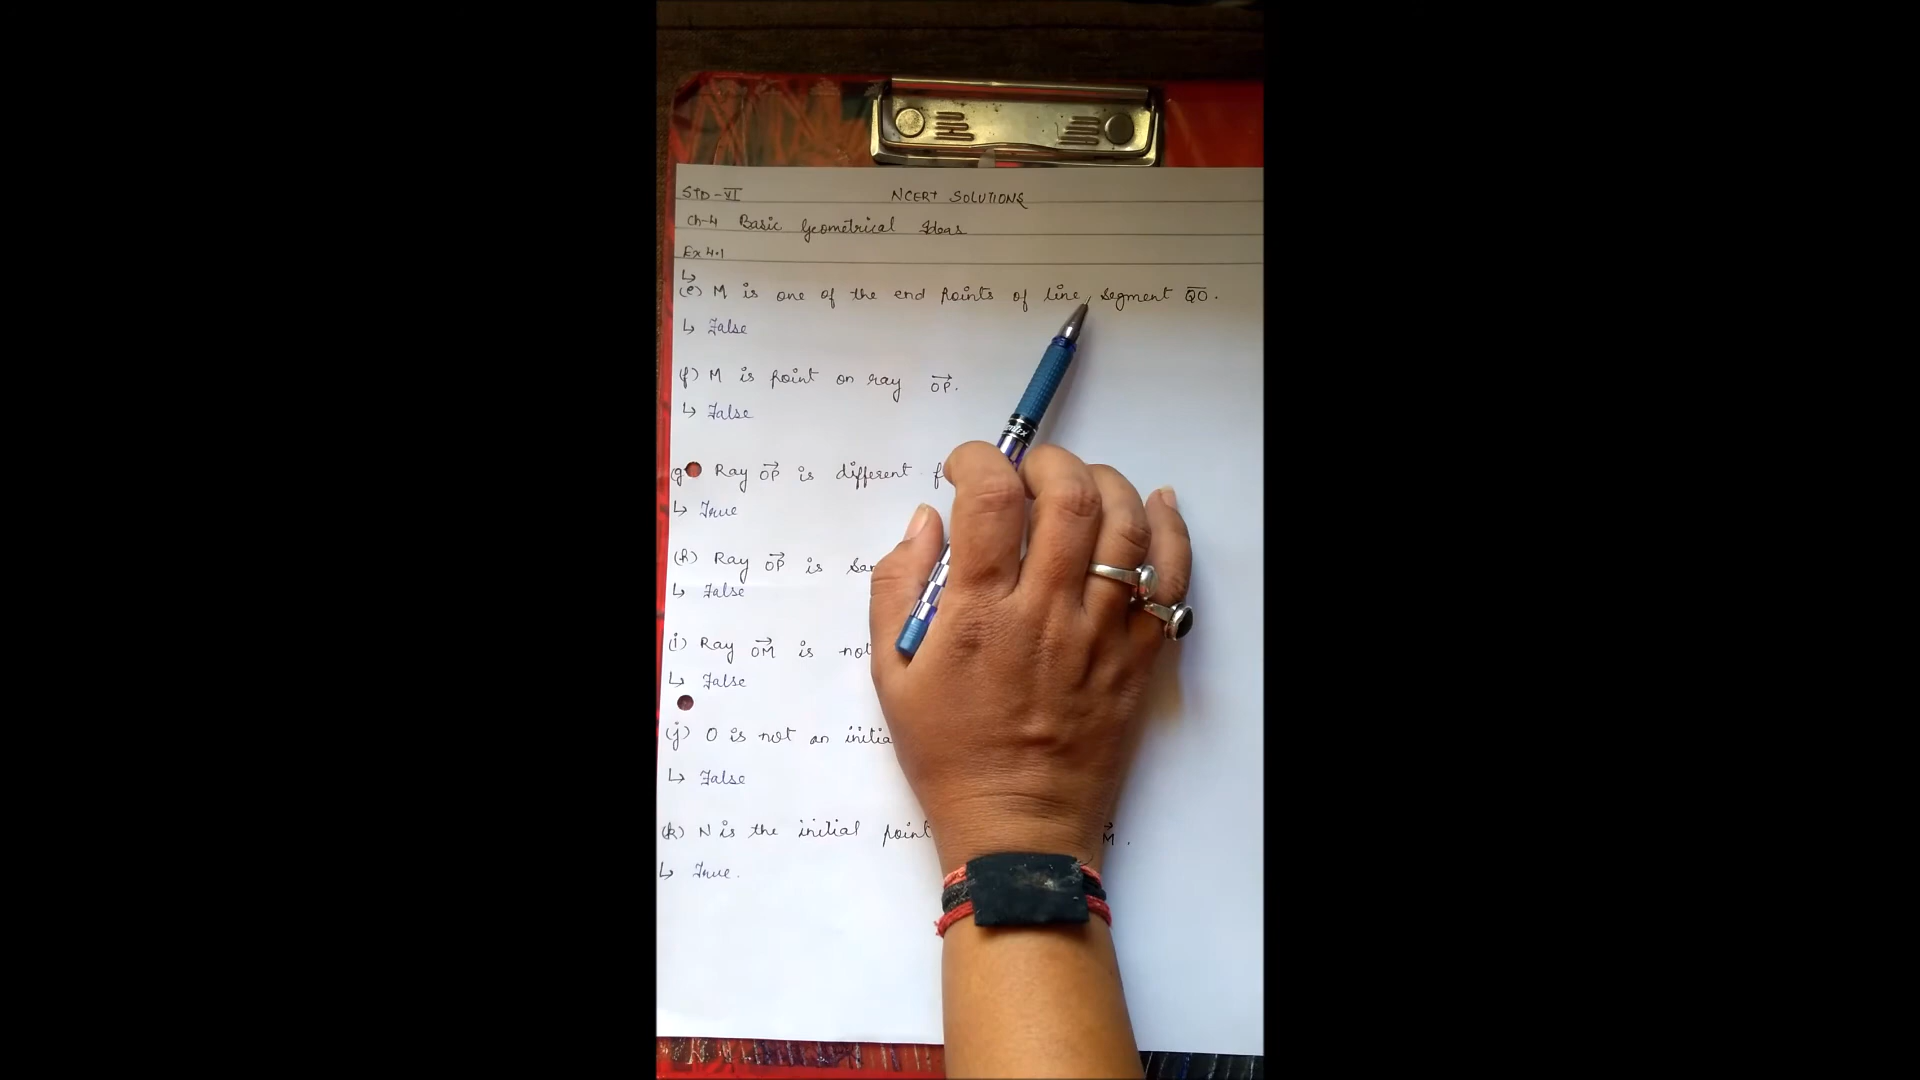 STD-VI NCERT SOLUTIONS
Ch-4 Basic Geometrical Ideas
Ex 4.1
↳
(e) M is one of the end points of line segment QO.
↳ False
(f) M is point on ray OP.
↳ False
(g Ray OP is different
↳ True
(h) Ray OP is
↳ False
(i) Ray OM is not
↳ False
(j) O is not an
↳ False
(k) N is the initial point M.
↳ True.